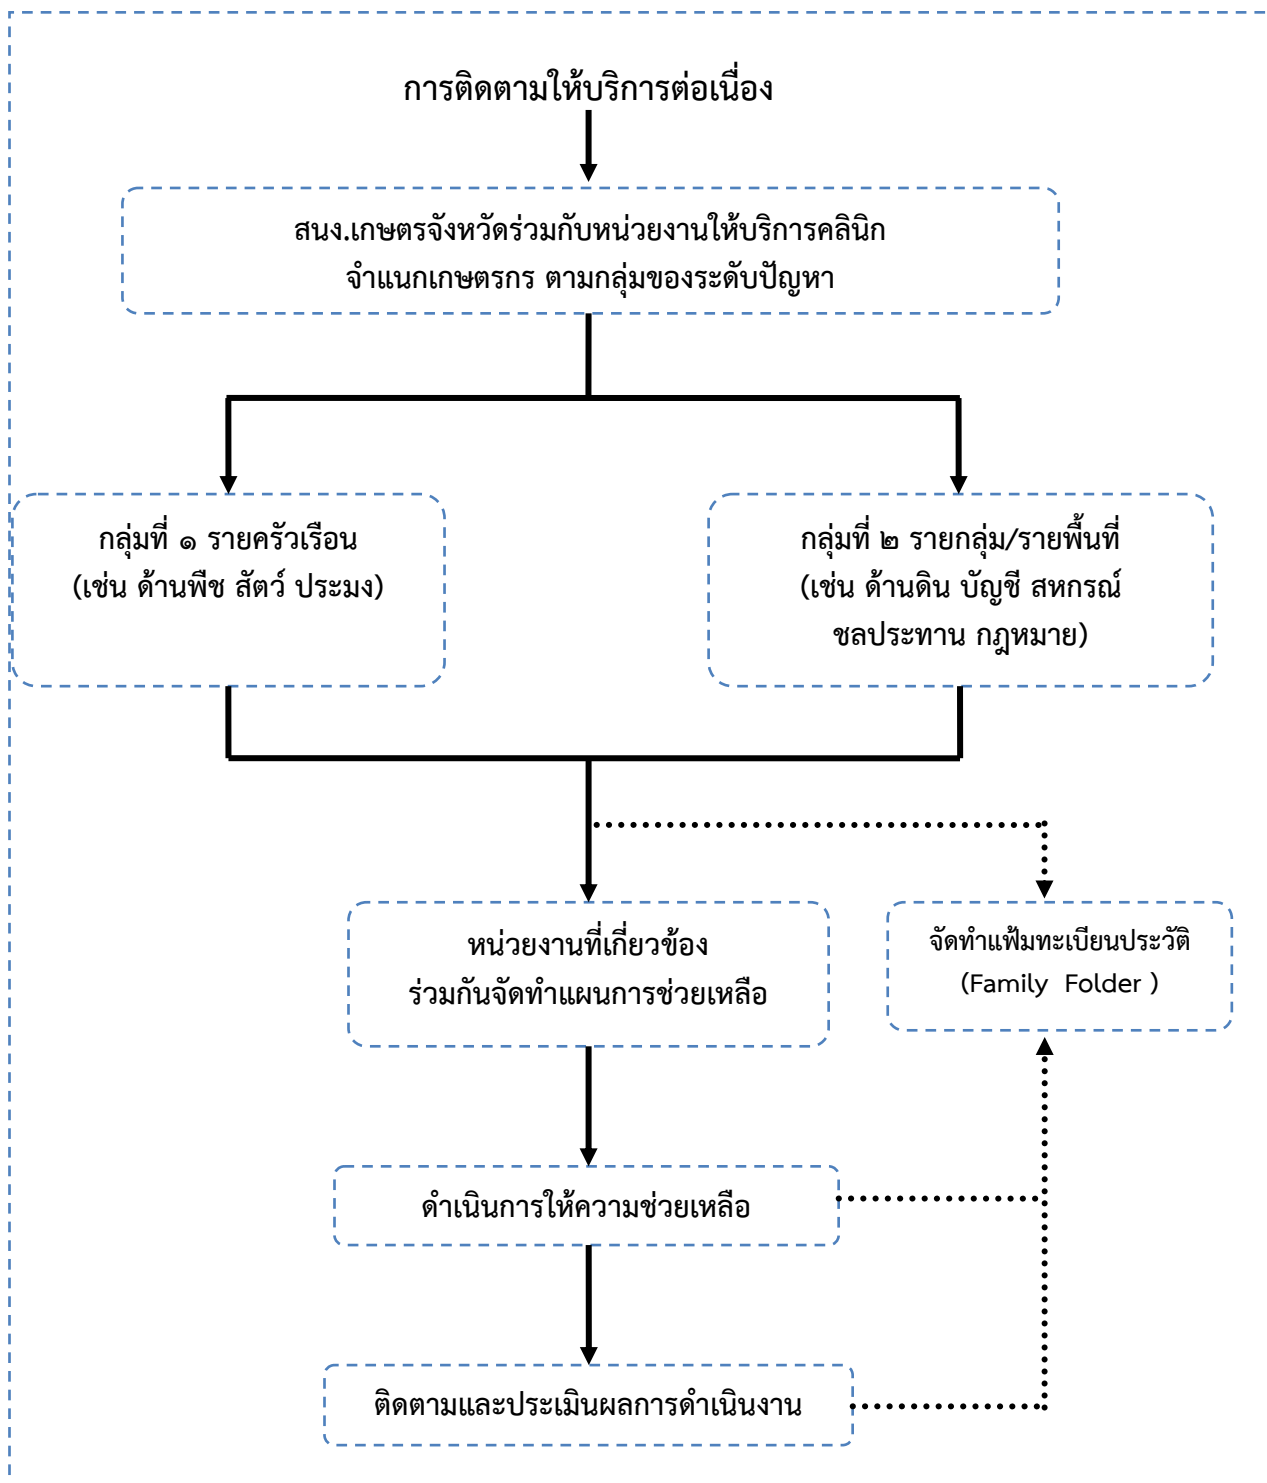 การติดตามให้บริการต่อเนื่อง
สนง.เกษตรจังหวัดร่วมกับหน่วยงานให้บริการคลินิก
จำแนกเกษตรกร ตามกลุ่มของระดับปัญหา
กลุ่มที่ ๑ รายครัวเรือน
(เช่น ด้านพืช สัตว์ ประมง)
กลุ่มที่ ๒ รายกลุ่ม/รายพื้นที่
(เช่น ด้านดิน บัญชี สหกรณ์
ชลประทาน กฎหมาย)
หน่วยงานที่เกี่ยวข้อง
ร่วมกันจัดทำแผนการช่วยเหลือ
จัดทำแฟ้มทะเบียนประวัติ
(Family Folder )
ดำเนินการให้ความช่วยเหลือ
ติดตามและประเมินผลการดำเนินงาน